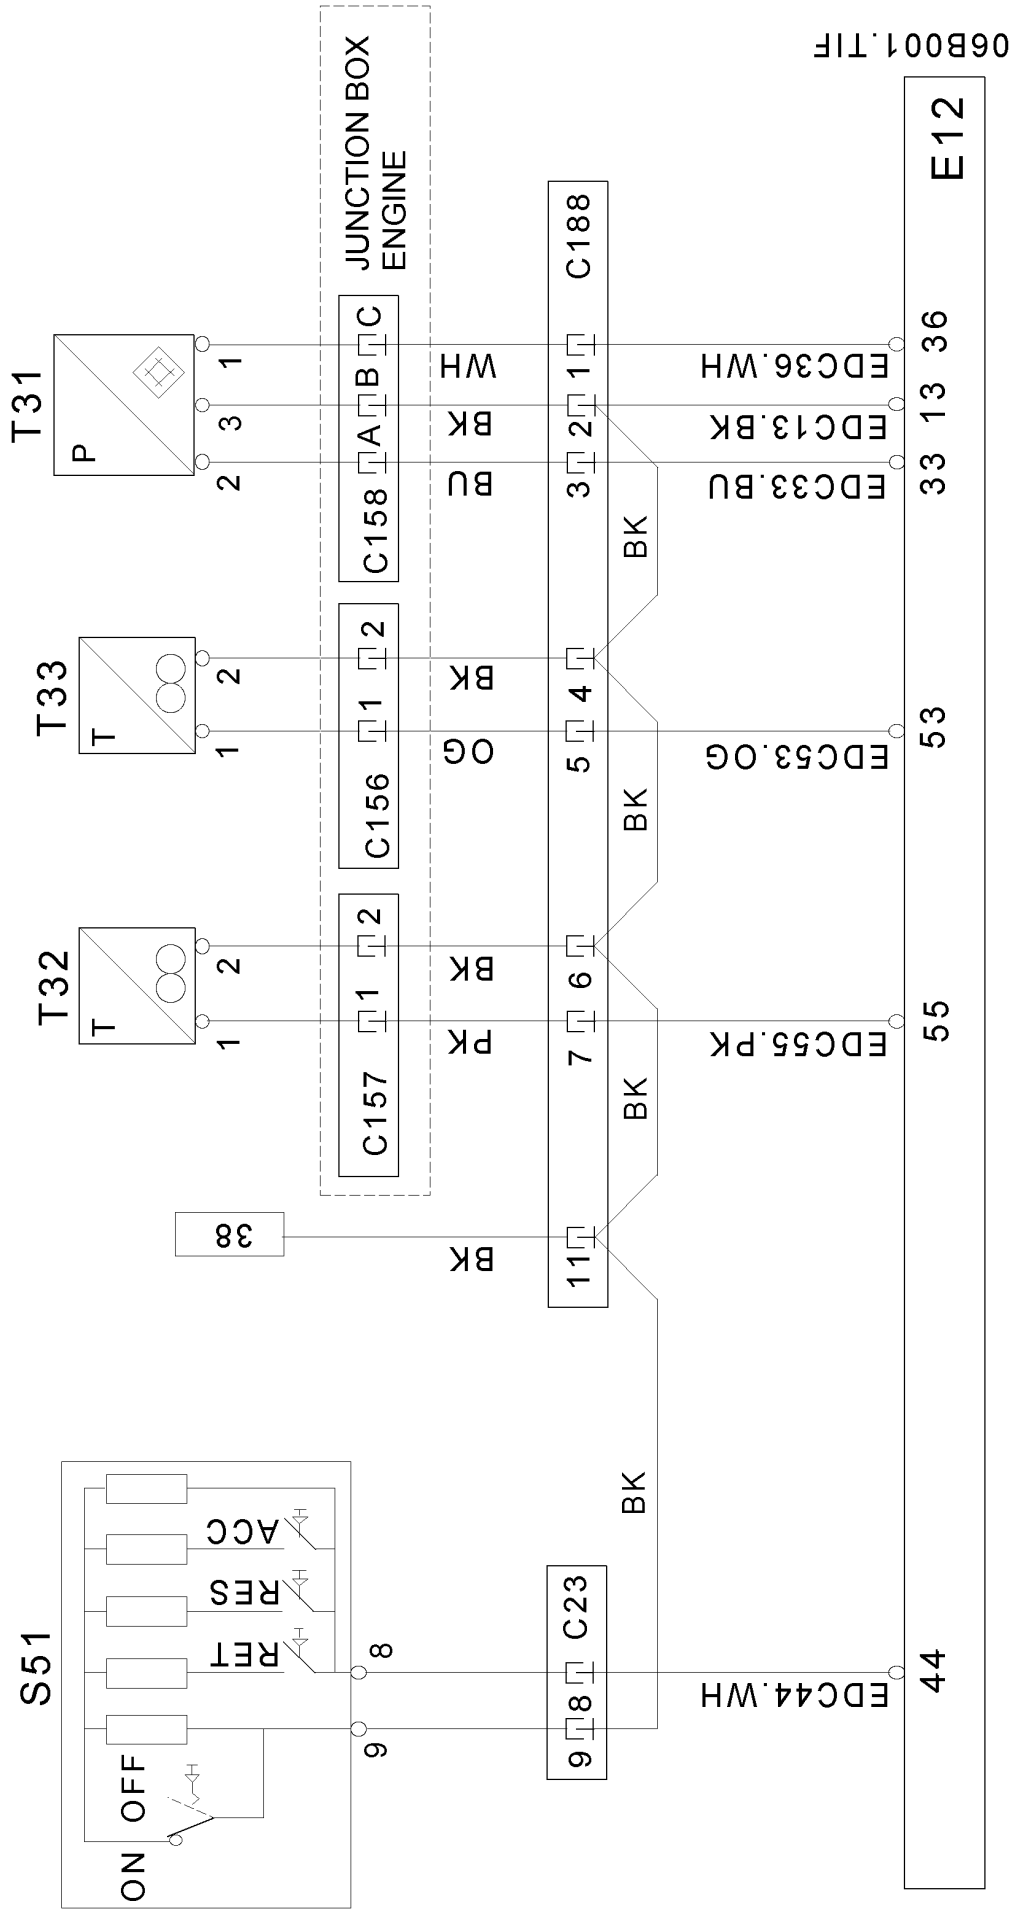 06B001.TIF
T31
P
2
3
1
T33
T
1
2
T32
T
1
2
JUNCTION BOX
ENGINE
C158
A
B
C
C156
1
2
C157
1
2
BU
BK
WH
OG
BK
PK
BK
38
BK
C188
11
7
6
5
4
3
2
1
BK
BK
BK
BK
S51
ON
OFF
RET
RES
ACC
9
8
C23
9
8
EDC44.WH
EDC55.PK
EDC53.OG
EDC33.BU
EDC13.BK
EDC36.WH
44
55
53
33
13
36
E12